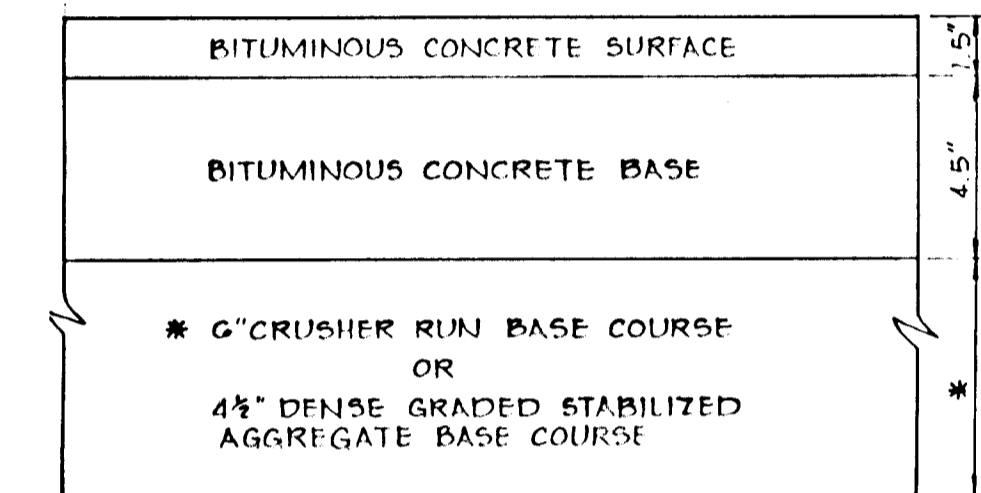 BITUMINOUS CONCRETE SURFACE
1.5"
BITUMINOUS CONCRETE BASE
4.5"
* 6" CRUSHER RUN BASE COURSE
OR
4½" DENSE GRADED STABILIZED
AGGREGATE BASE COURSE
*